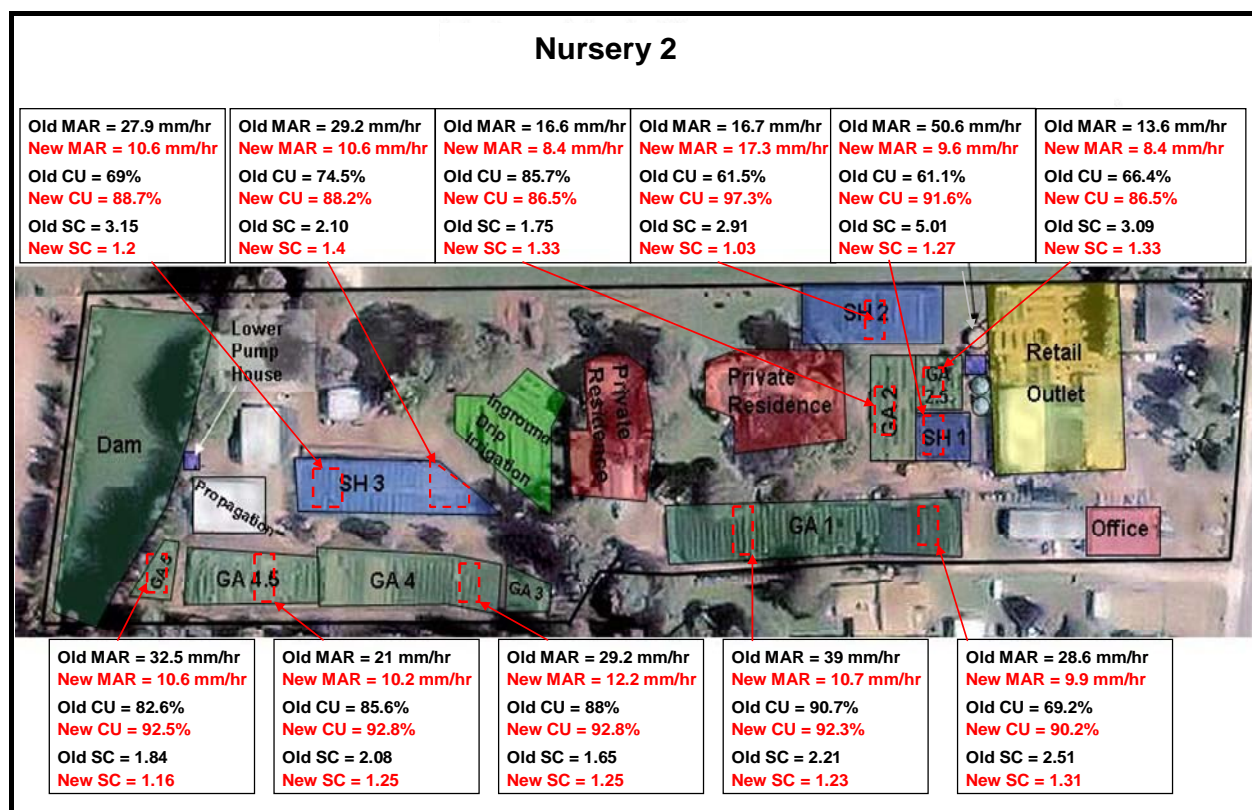 Nursery 2
Old MAR = 27.9 mm/hr
New MAR = 10.6 mm/hr
Old CU = 69%
New CU = 88.7%
Old SC = 3.15
New SC = 1.2
Old MAR = 29.2 mm/hr
New MAR = 10.6 mm/hr
Old CU = 74.5%
New CU = 88.2%
Old SC = 2.10
New SC = 1.4
Old MAR = 16.6 mm/hr
New MAR = 8.4 mm/hr
Old CU = 85.7%
New CU = 86.5%
Old SC = 1.75
New SC = 1.33
Old MAR = 16.7 mm/hr
New MAR = 17.3 mm/hr
Old CU = 61.5%
New CU = 97.3%
Old SC = 2.91
New SC = 1.03
Old MAR = 50.6 mm/hr
New MAR = 9.6 mm/hr
Old CU = 61.1%
New CU = 91.6%
Old SC = 5.01
New SC = 1.27
Old MAR = 13.6 mm/hr
New MAR = 8.4 mm/hr
Old CU = 66.4%
New CU = 86.5%
Old SC = 3.09
New SC = 1.33
Lower
Pump
House
Dam
Propagation
SH 3
Inground
Drip
Irrigation
Private
Residence
Private
Residence
SH 2
GA 2
GA
SH 1
Retail
Outlet
GA 5
GA 4.5
GA 4
GA 3
GA 1
Office
Old MAR = 32.5 mm/hr
New MAR = 10.6 mm/hr
Old CU = 82.6%
New CU = 92.5%
Old SC = 1.84
New SC = 1.16
Old MAR = 21 mm/hr
New MAR = 10.2 mm/hr
Old CU = 85.6%
New CU = 92.8%
Old SC = 2.08
New SC = 1.25
Old MAR = 29.2 mm/hr
New MAR = 12.2 mm/hr
Old CU = 88%
New CU = 92.8%
Old SC = 1.65
New SC = 1.25
Old MAR = 39 mm/hr
New MAR = 10.7 mm/hr
Old CU = 90.7%
New CU = 92.3%
Old SC = 2.21
New SC = 1.23
Old MAR = 28.6 mm/hr
New MAR = 9.9 mm/hr
Old CU = 69.2%
New CU = 90.2%
Old SC = 2.51
New SC = 1.31